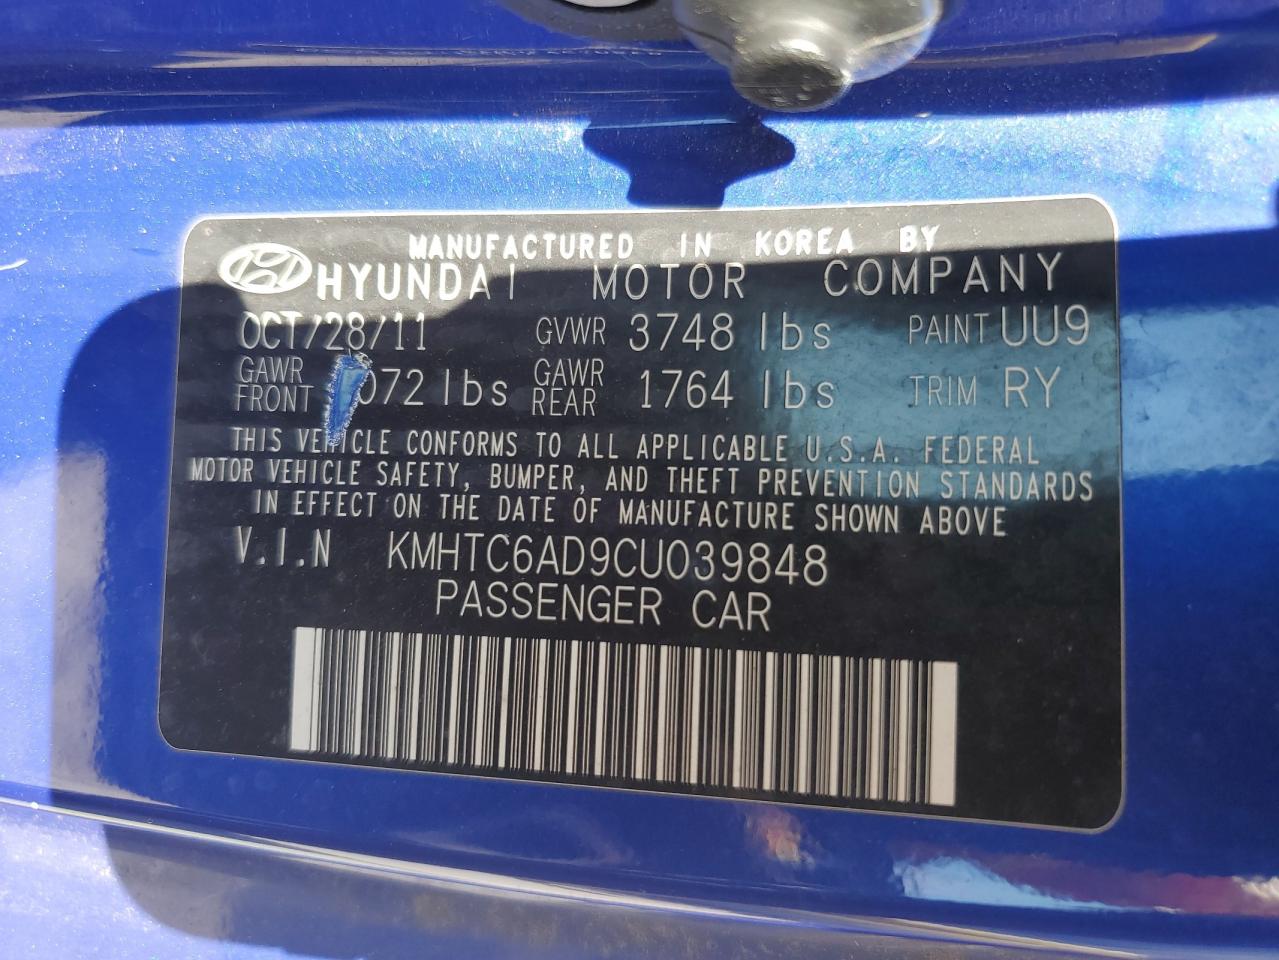 MANUFACTURED IN KOREA BY
HYUNDAI MOTOR COMPANY
OCT/28/11 GVWR 3748 lbs PAINT UU9
GAWR FRONT 072 lbs GAWR REAR 1764 lbs TRIM RY
THIS VEHICLE CONFORMS TO ALL APPLICABLE U.S.A. FEDERAL
MOTOR VEHICLE SAFETY, BUMPER, AND THEFT PREVENTION STANDARDS
IN EFFECT ON THE DATE OF MANUFACTURE SHOWN ABOVE
V.I.N KMHTC6AD9CU039848
PASSENGER CAR